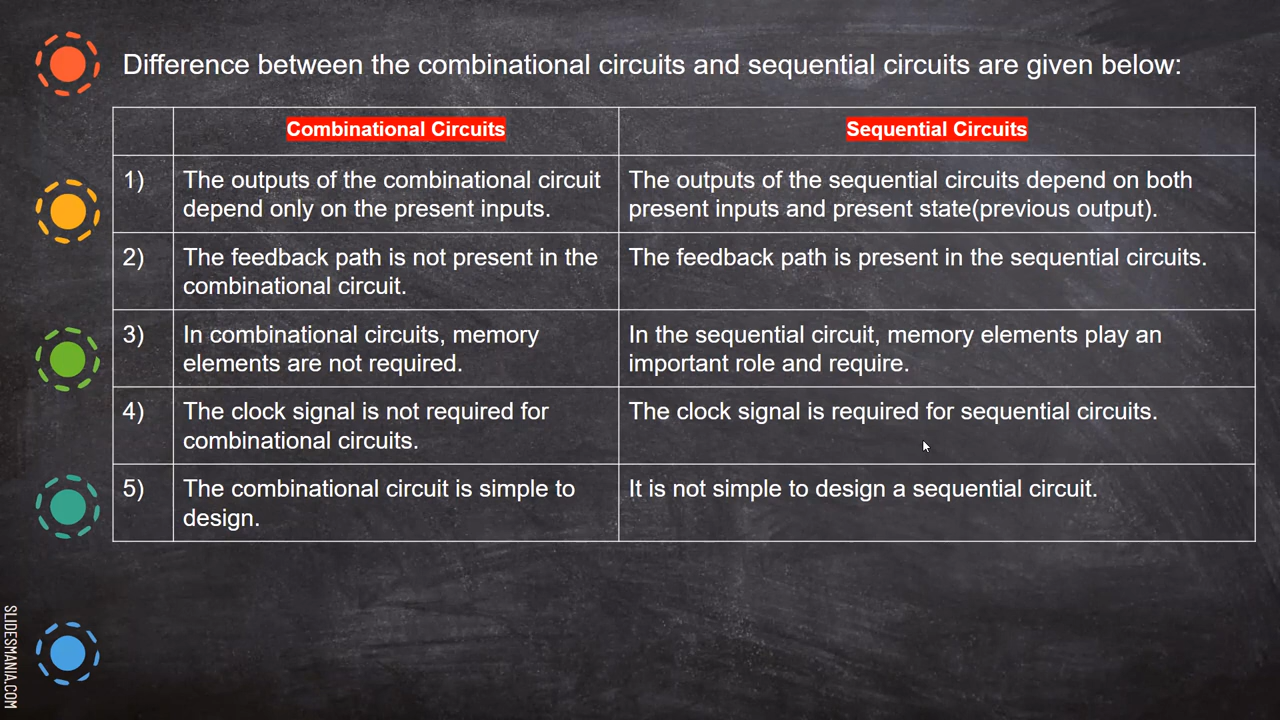 Difference between the combinational circuits and sequential circuits are given below:
Combinational Circuits
Sequential Circuits
1)
The outputs of the combinational circuit
depend only on the present inputs.
The outputs of the sequential circuits depend on both
present inputs and present state(previous output).
2)
The feedback path is not present in the
combinational circuit.
The feedback path is present in the sequential circuits.
3)
In combinational circuits, memory
elements are not required.
In the sequential circuit, memory elements play an
important role and require.
4)
The clock signal is not required for
combinational circuits.
The clock signal is required for sequential circuits.
5)
The combinational circuit is simple to
design.
It is not simple to design a sequential circuit.
SLIDESMANIA.COM